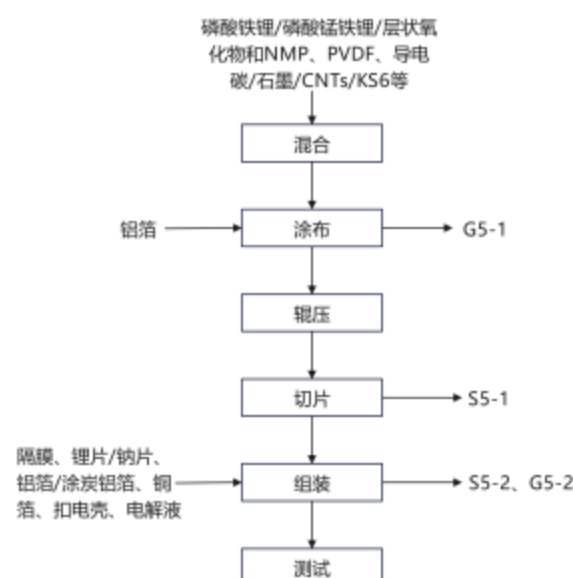 磷酸铁锂/磷酸锰铁锂/层状氧
化物和NMP、PVDF、导电
碳/石墨/CNTs/KS6等
混合
铝箔
涂布
G5-1
辊压
切片
S5-1
隔膜、锂片/钠片、
铝箔/涂炭铝箔、铜
箔、扣电壳、电解液
组装
S5-2、G5-2
测试